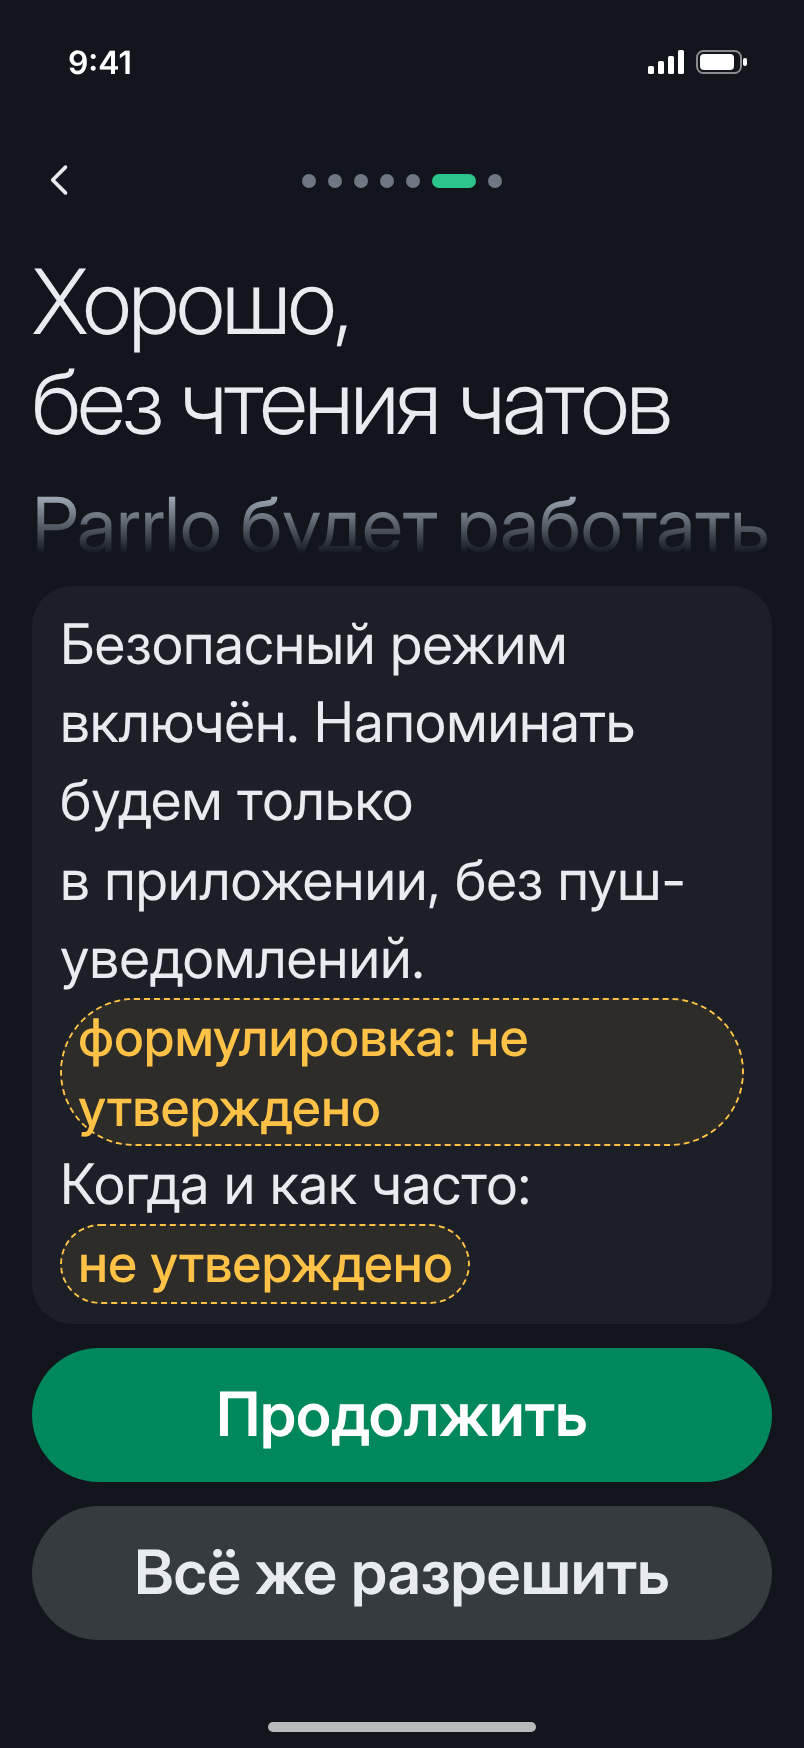 9:41
Хорошо,
без чтения чатов
Parrlo будет работать
Безопасный режим
включён. Напоминать
будем только
в приложении, без пуш-
уведомлений.
формулировка: не
утверждено
Когда и как часто:
не утверждено
Продолжить
Всё же разрешить